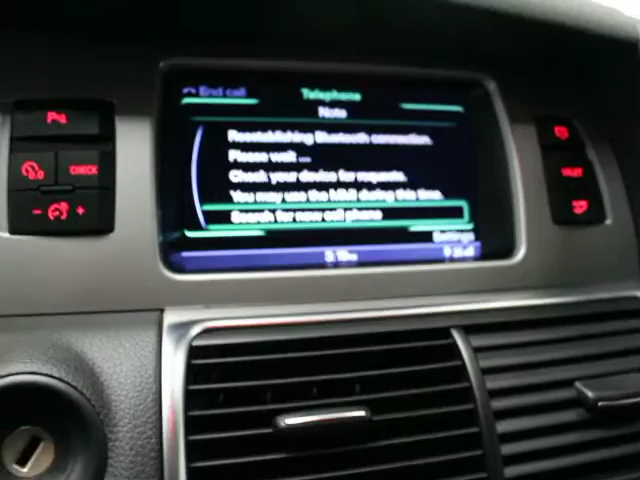 End call
Telephone
Note
Reestablishing Bluetooth connection.
Please wait ...
Check your device for requests.
You may use the MMI during this time.
Search for new cell phone
Settings
CHECK